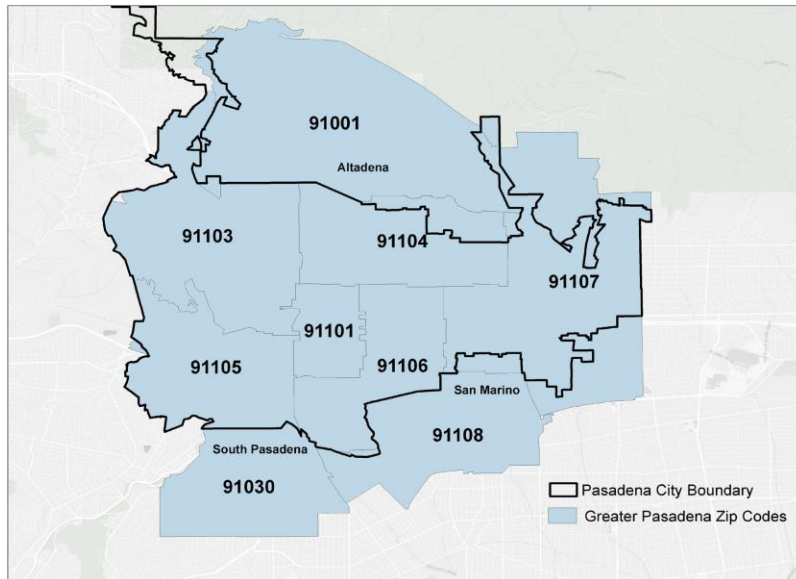 91001
Altadena
91103
91104
91107
91101
91105
91106
San Marino
91108
South Pasadena
91030
Pasadena City Boundary
Greater Pasadena Zip Codes